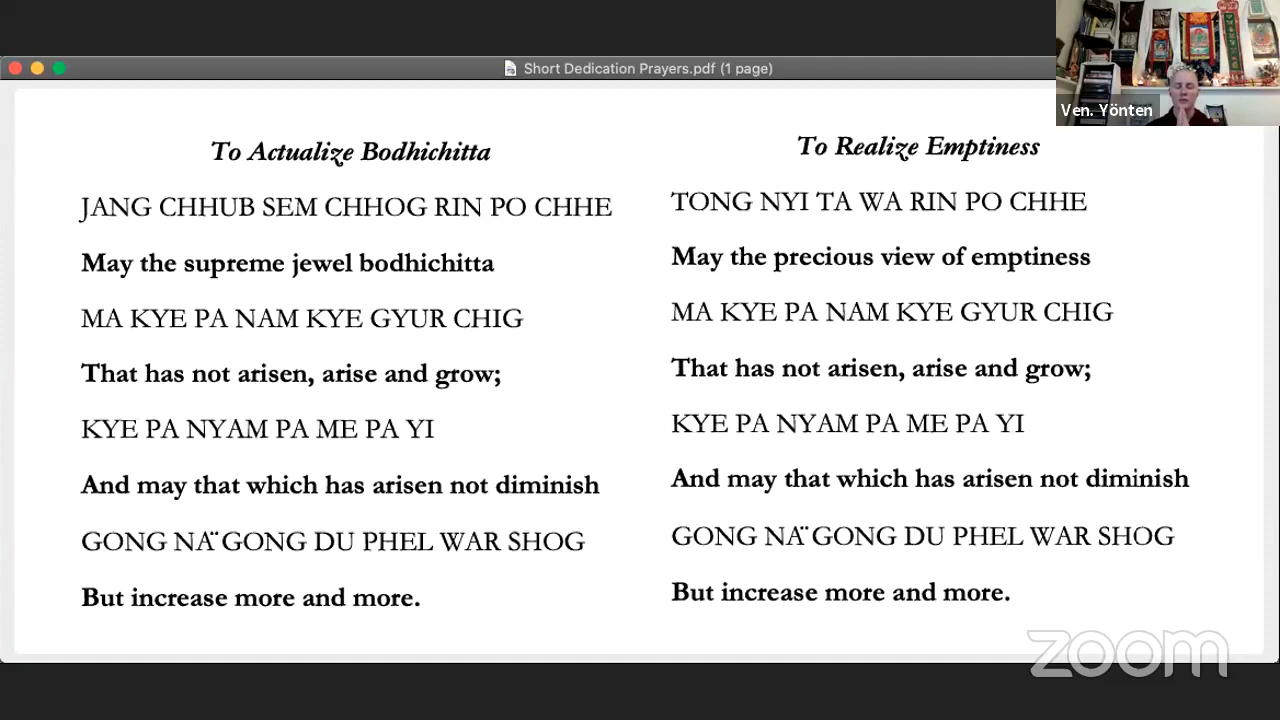 Short Dedication Prayers.pdf (1 page)
Ven. Yönten
To Actualize Bodhichitta
JANG CHHUB SEM CHHOG RIN PO CHHE
May the supreme jewel bodhichitta
MA KYE PA NAM KYE GYUR CHIG
That has not arisen, arise and grow;
KYE PA NYAM PA ME PA YI
And may that which has arisen not diminish
GONG NA¨ GONG DU PHEL WAR SHOG
But increase more and more.
To Realize Emptiness
TONG NYI TA WA RIN PO CHHE
May the precious view of emptiness
MA KYE PA NAM KYE GYUR CHIG
That has not arisen, arise and grow;
KYE PA NYAM PA ME PA YI
And may that which has arisen not diminish
GONG NA¨ GONG DU PHEL WAR SHOG
But increase more and more.
zoom